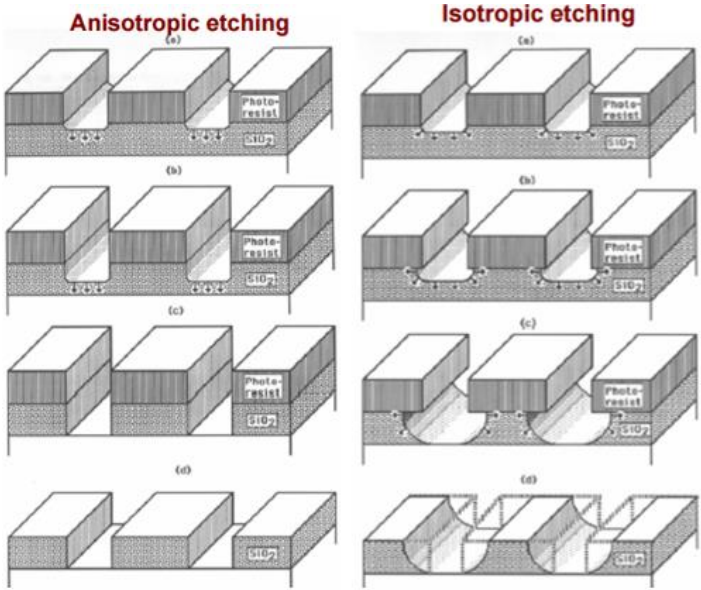 Anisotropic etching
(a)
Photo-
resist
SiO2
(b)
Photo-
resist
SiO2
(c)
Photo-
resist
SiO2
(d)
SiO2
Isotropic etching
(a)
Photo-
resist
SiO2
(b)
Photo-
resist
SiO2
(c)
Photo-
resist
SiO2
(d)
SiO2